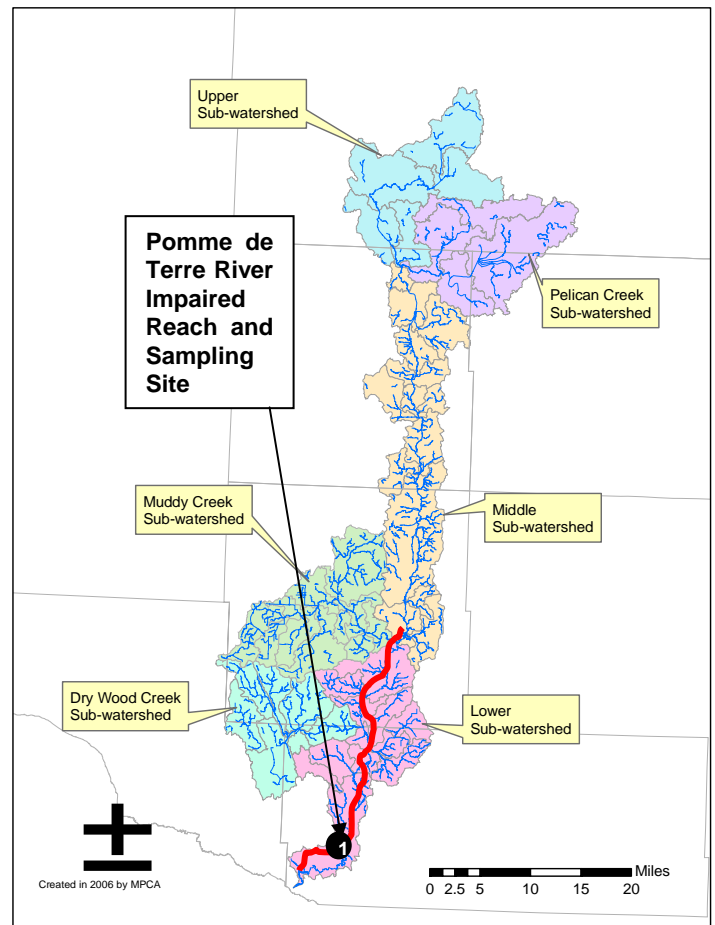 Upper
Sub-watershed
Pomme de
Terre River
Impaired
Reach and
Sampling
Site
Pelican Creek
Sub-watershed
Muddy Creek
Sub-watershed
Middle
Sub-watershed
Dry Wood Creek
Sub-watershed
Lower
Sub-watershed
1
Created in 2006 by MPCA
Miles
0 2.5 5 10 15 20